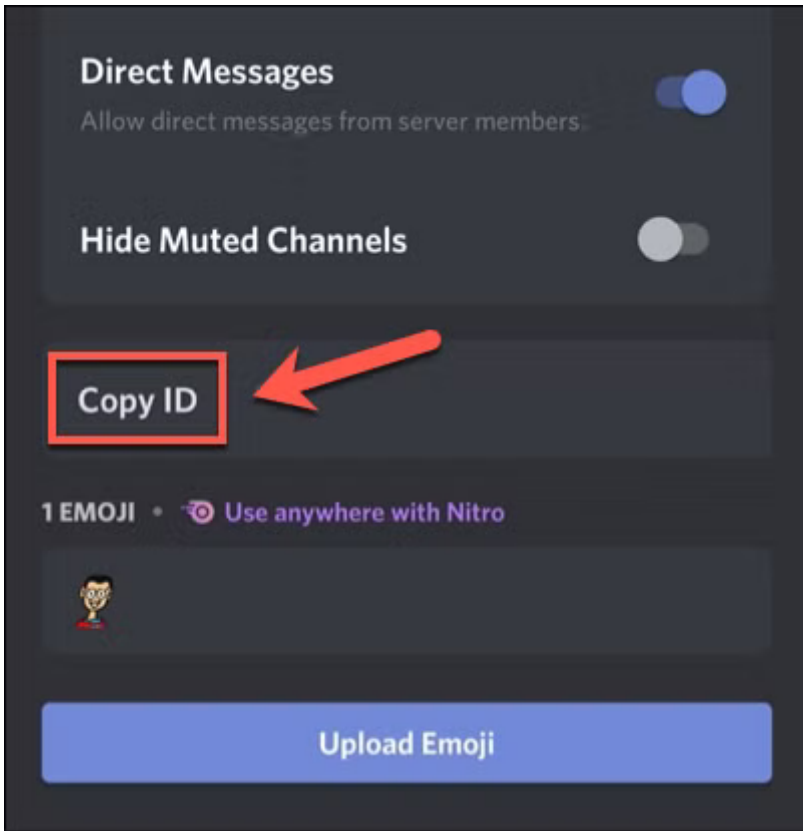 Direct Messages
Allow direct messages from server members
Hide Muted Channels
Copy ID
1 EMOJI • Use anywhere with Nitro
Upload Emoji